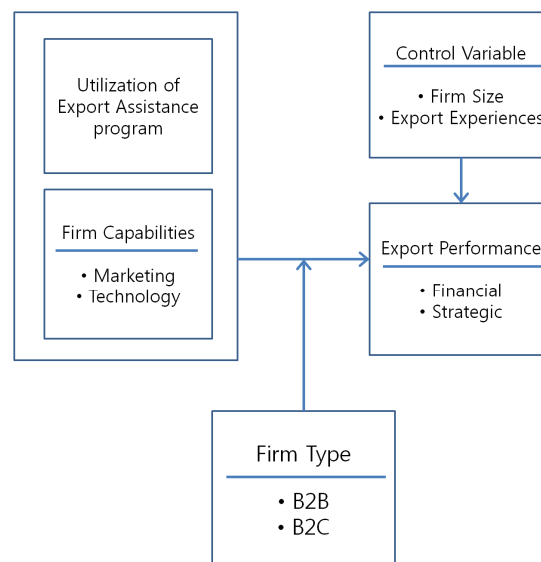 Utilization of
Export Assistance
program
Firm Capabilities
• Marketing
• Technology
Control Variable
• Firm Size
• Export Experiences
Export Performance
• Financial
• Strategic
Firm Type
• B2B
• B2C